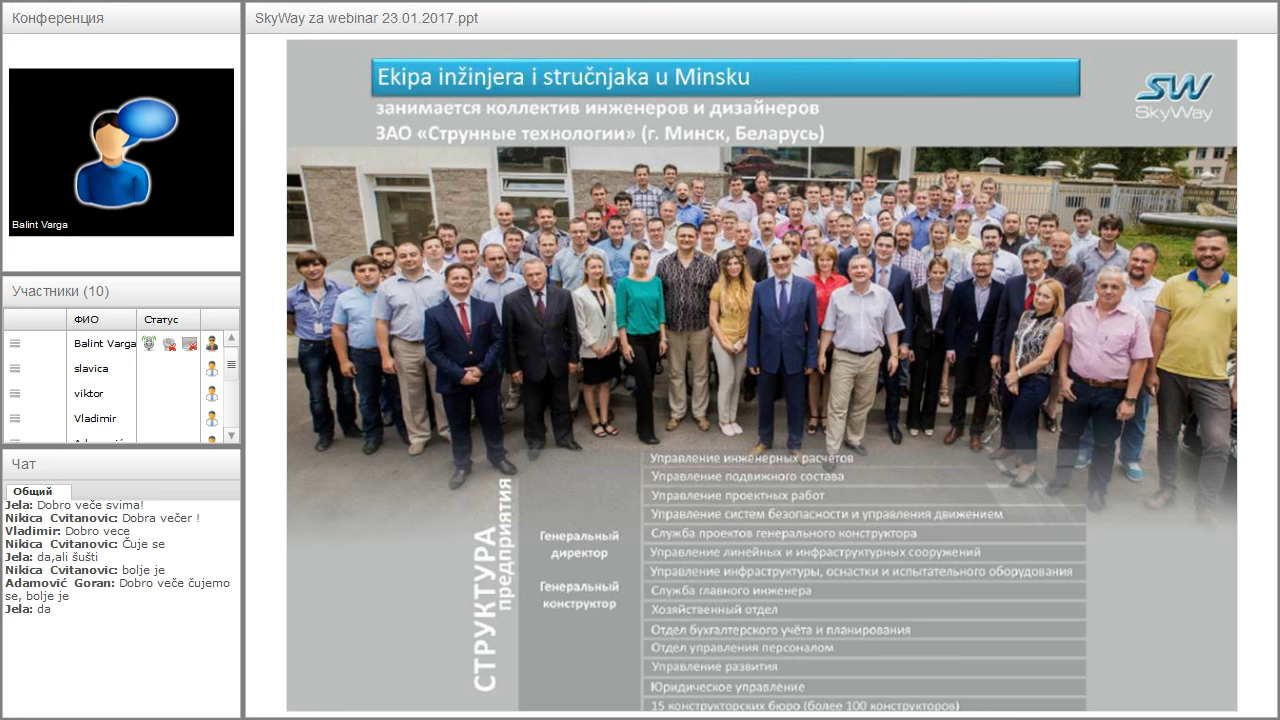 Конференция
Balint Varga
Участники (10)
ФИО
Статус
Balint Varga
slavica
viktor
Vladimir
Чат
Общий
Jela: Dobro veče svima!
Nikica Cvitanovic: Dobra večer !
Vladimir: Dobro vece
Nikica Cvitanovic: Čuje se
Jela: da,ali šušti
Nikica Cvitanovic: bolje je
Adamović Goran: Dobro veče čujemo
se, bolje je
Jela: da
SkyWay za webinar 23.01.2017.ppt
Ekipa inžinjera i stručnjaka u Minsku
занимается коллектив инженеров и дизайнеров
ЗАО «Струнные технологии» (г. Минск, Беларусь)
SW
SkyWay
СТРУКТУРА
предприятия
Генеральный
директор
Генеральный
конструктор
Управление инженерных расчётов
Управление подвижного состава
Управление проектных работ
Управление систем безопасности и управления движением
Служба проектов генерального конструктора
Управление линейных и инфраструктурных сооружений
Управление инфраструктуры, оснастки и испытательного оборудования
Служба главного инженера
Хозяйственный отдел
Отдел бухгалтерского учёта и планирования
Отдел управления персоналом
Управление развития
Юридическое управление
15 конструкторских бюро (более 100 конструкторов)